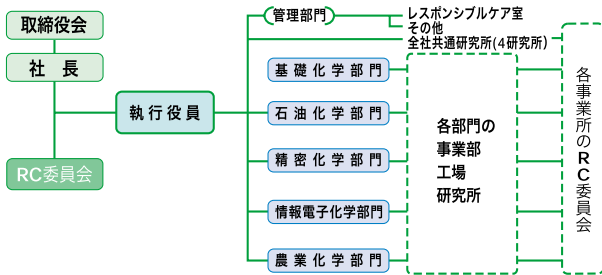 取締役会
社 長
執行役員
RC委員会
管理部門
レスポンシブルケア室
その他
全社共通研究所(4研究所)
基礎化学部門
石油化学部門
精密化学部門
情報電子化学部門
農業化学部門
各部門の
事業部
工場
研究所
各事業所のRC委員会